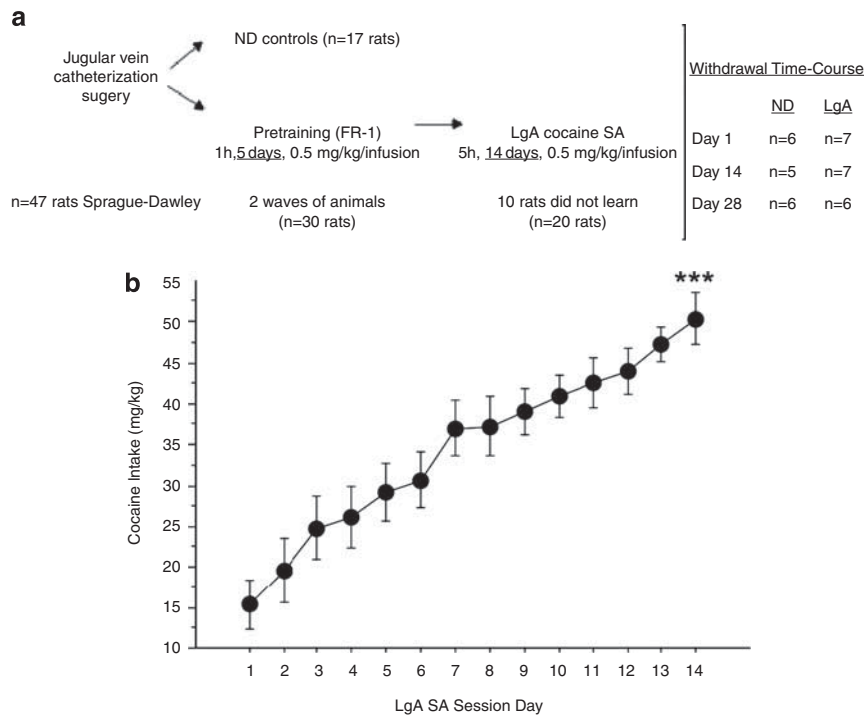 a
ND controls (n=17 rats)
Jugular vein
catheterization
sugery
Pretraining (FR-1)
1h,5 days, 0.5 mg/kg/infusion
LgA cocaine SA
5h, 14 days, 0.5 mg/kg/infusion
n=47 rats Sprague-Dawley
2 waves of animals
(n=30 rats)
10 rats did not learn
(n=20 rats)
Withdrawal Time-Course
ND LgA
Day 1 n=6 n=7
Day 14 n=5 n=7
Day 28 n=6 n=6
b
***
55
50
45
40
35
30
25
20
15
10
Cocaine Intake (mg/kg)
1 2 3 4 5 6 7 8 9 10 11 12 13 14
LgA SA Session Day